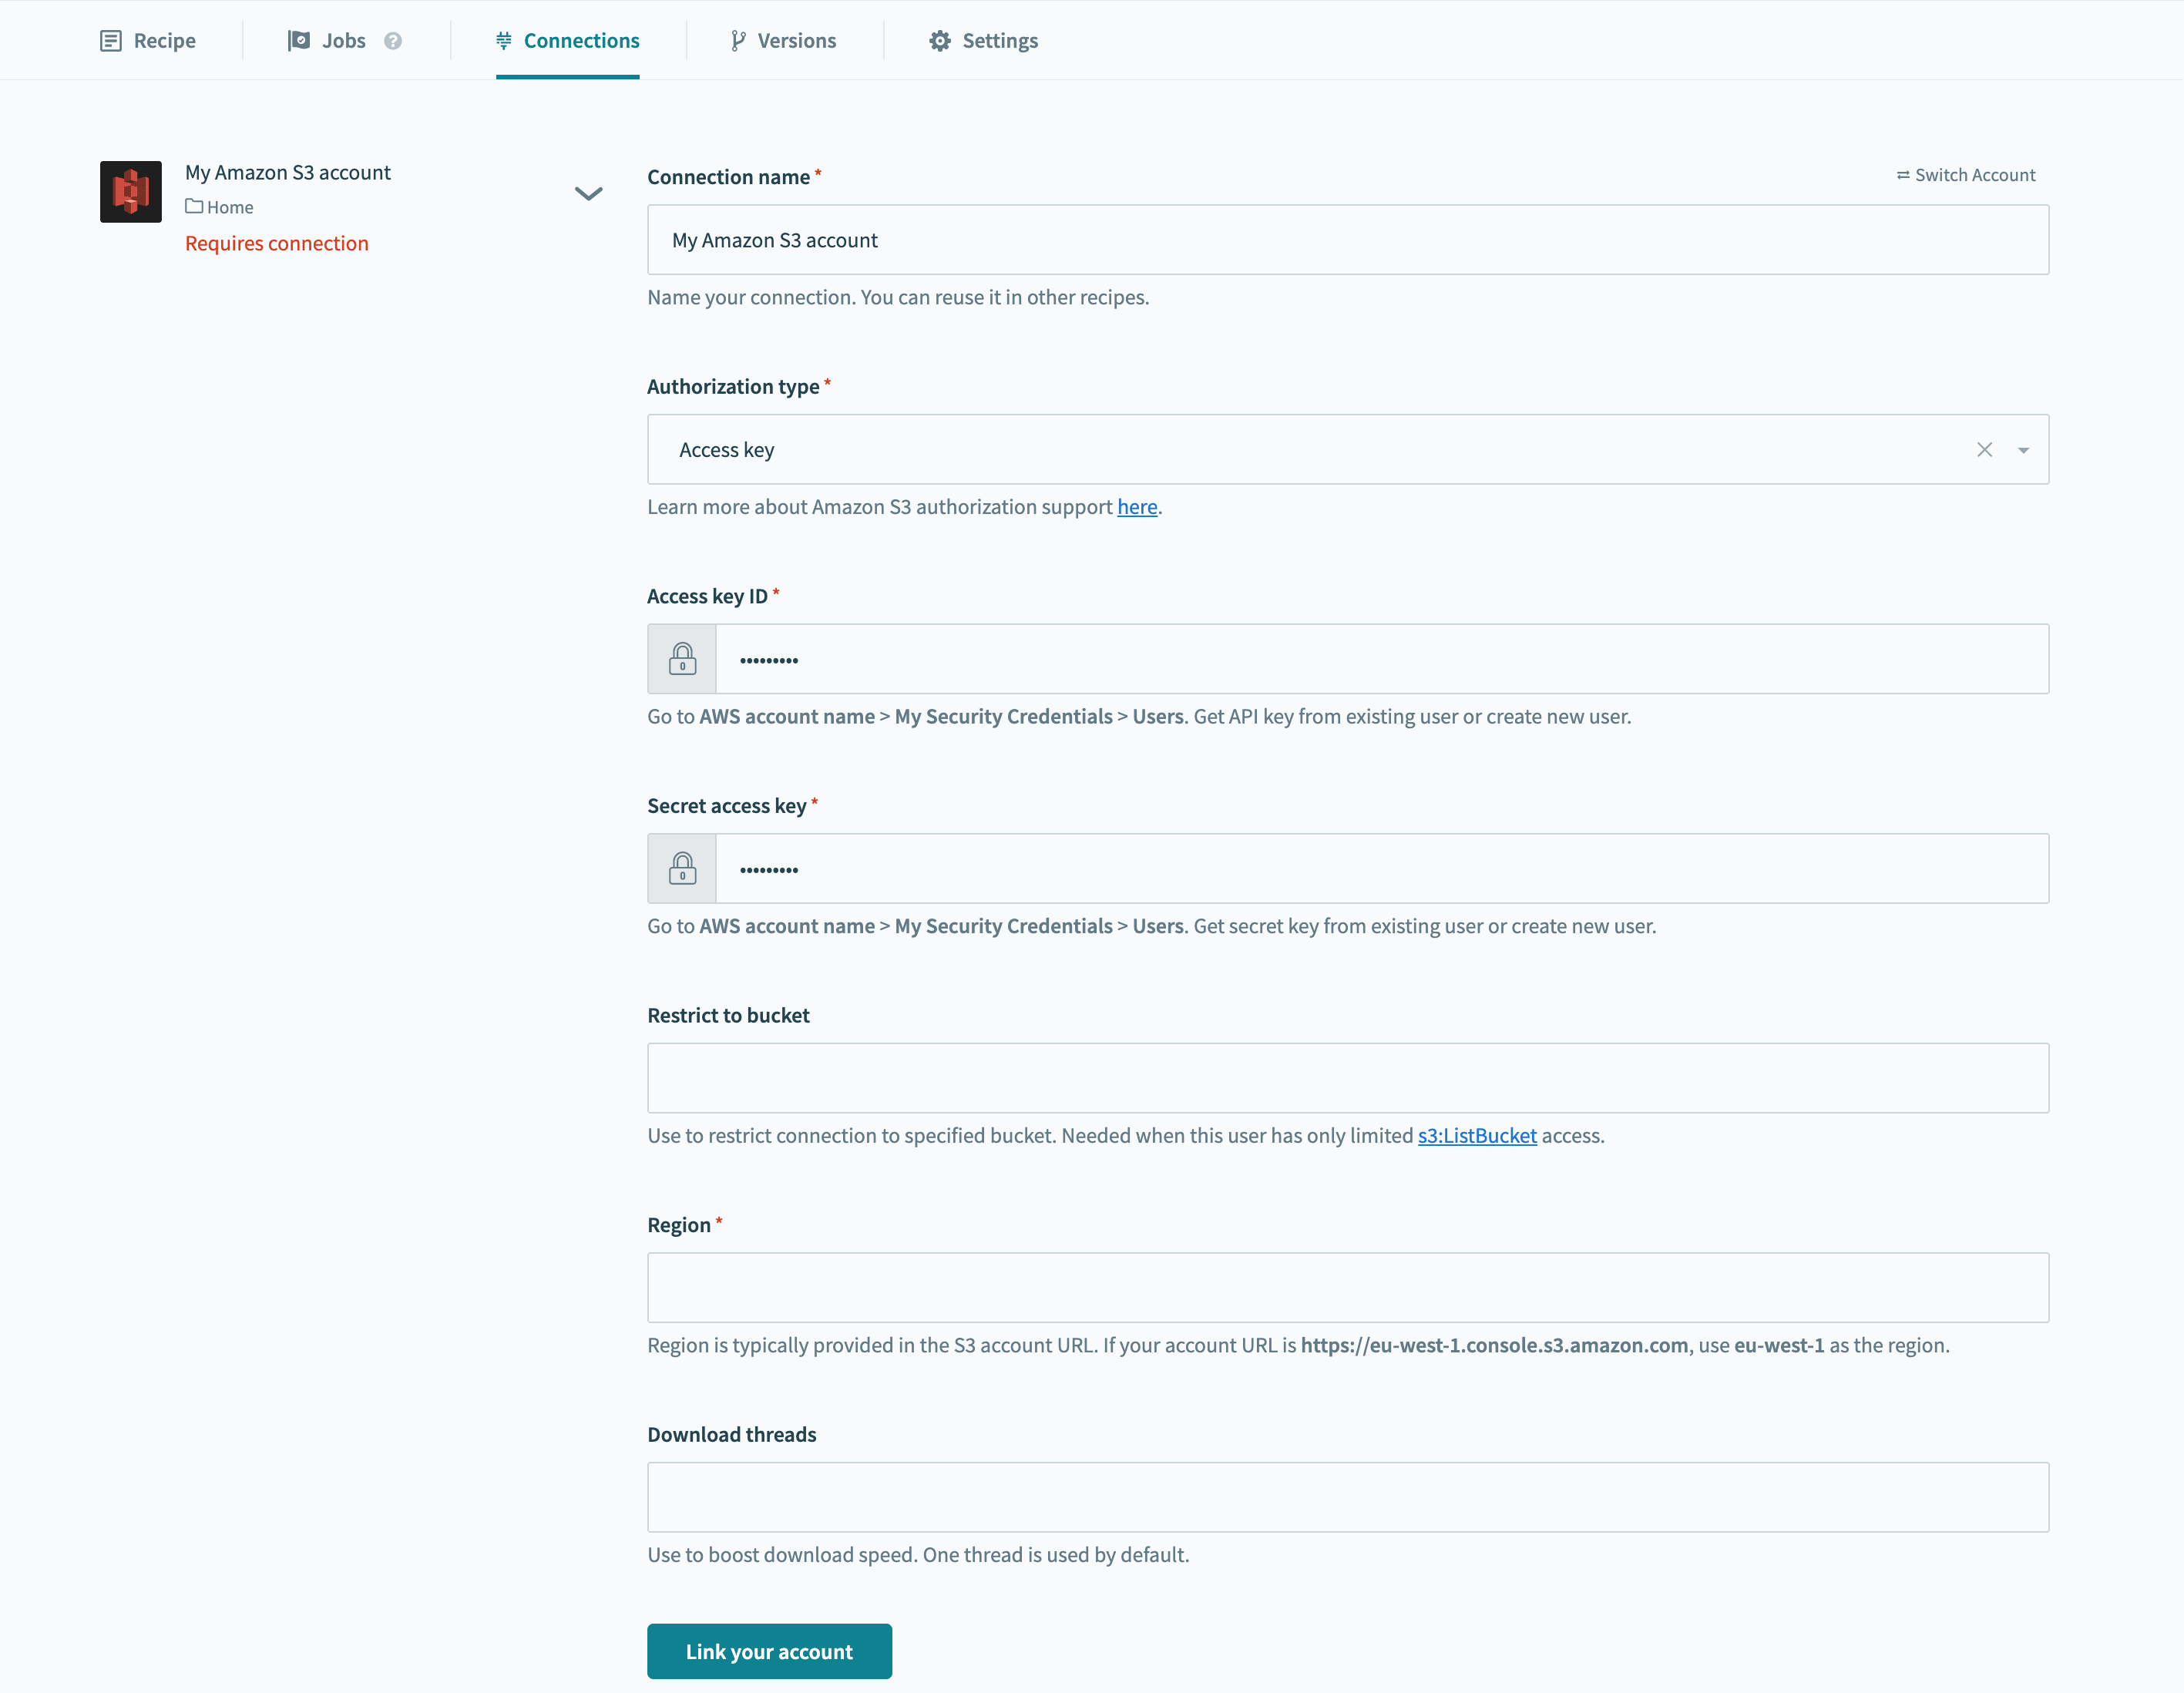 Recipe
Jobs
Connections
Versions
Settings
My Amazon S3 account
Home
Requires connection
Connection name *
Switch Account
My Amazon S3 account
Name your connection. You can reuse it in other recipes.
Authorization type *
Access key
Learn more about Amazon S3 authorization support here.
Access key ID *
•••••••••
Go to AWS account name > My Security Credentials > Users. Get API key from existing user or create new user.
Secret access key *
•••••••••
Go to AWS account name > My Security Credentials > Users. Get secret key from existing user or create new user.
Restrict to bucket
Use to restrict connection to specified bucket. Needed when this user has only limited s3:ListBucket access.
Region *
Region is typically provided in the S3 account URL. If your account URL is https://eu-west-1.console.s3.amazon.com, use eu-west-1 as the region.
Download threads
Use to boost download speed. One thread is used by default.
Link your account